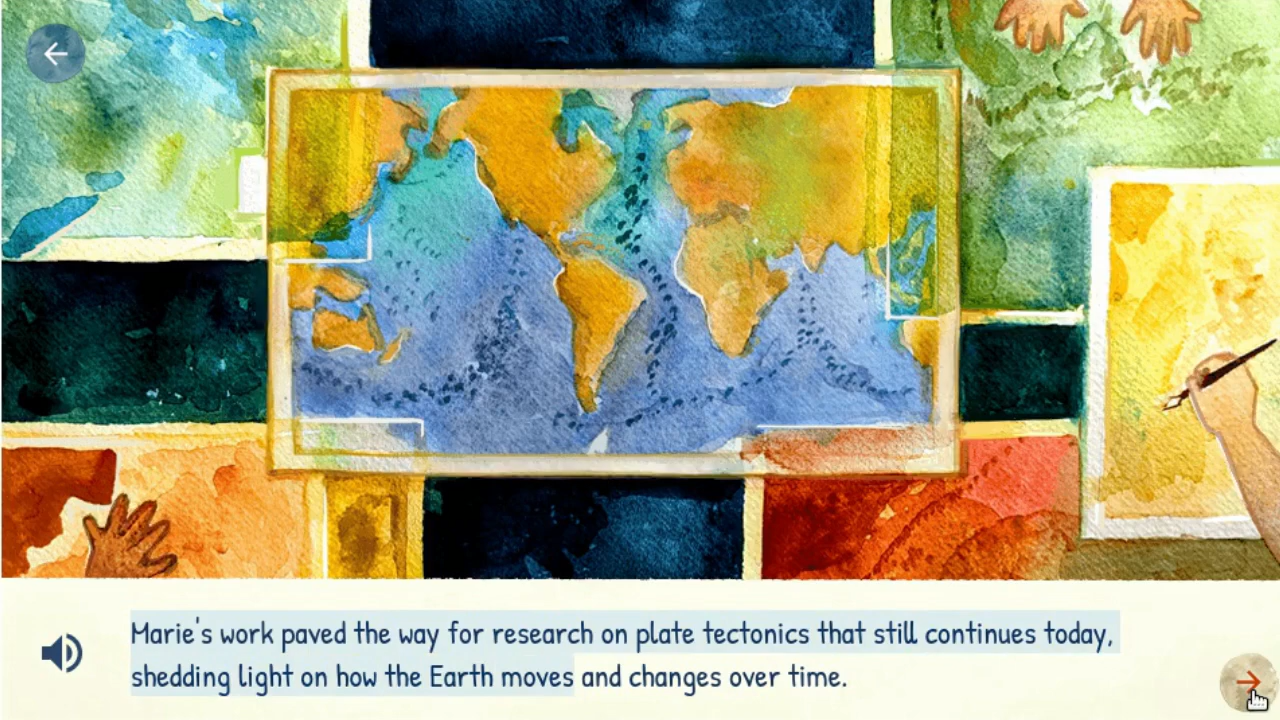 Marie's work paved the way for research on plate tectonics that still continues today,
shedding light on how the Earth moves and changes over time.